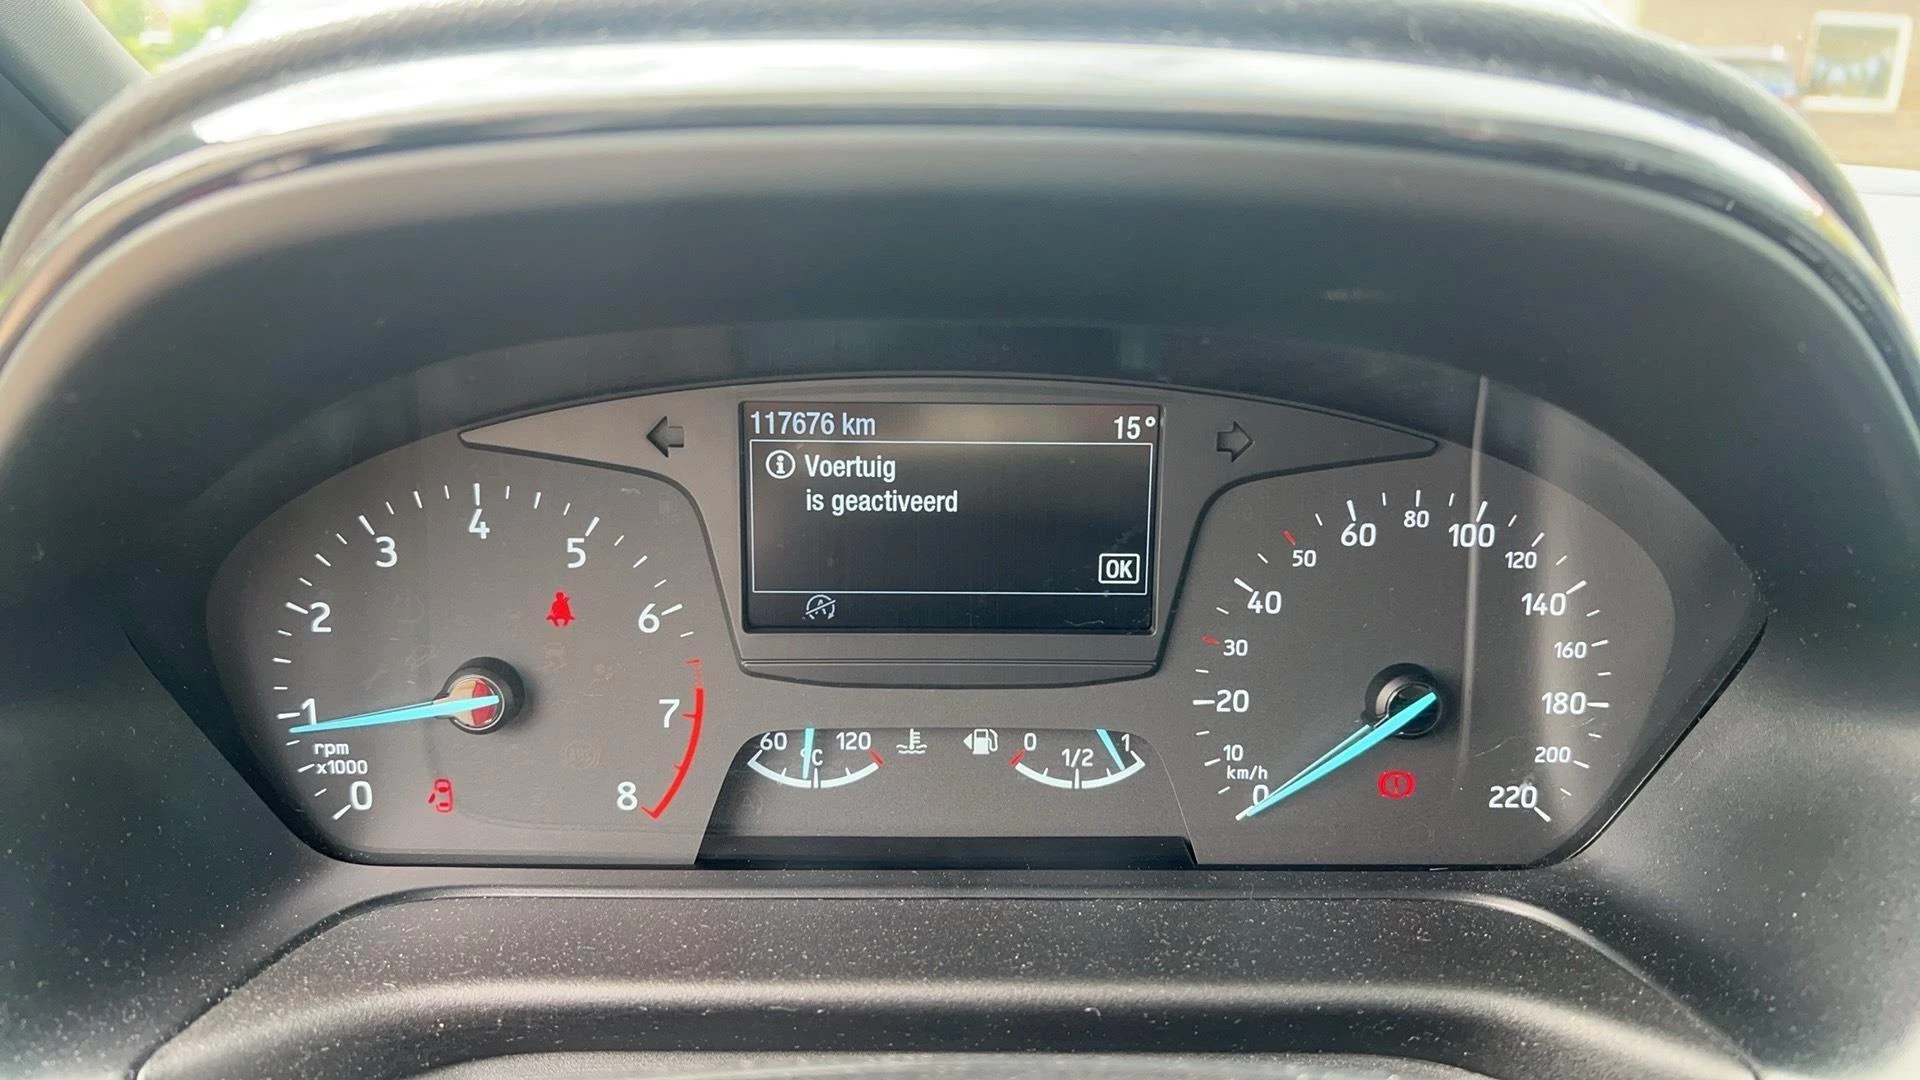 117676 km 15°
Voertuig
is geactiveerd
OK
0 1 2 3 4 5 6 7 8
rpm
x1000
60 °C 120
0 1/2 1
0 10 20 30 40 50 60 80 100 120 140 160 180 200 220
km/h